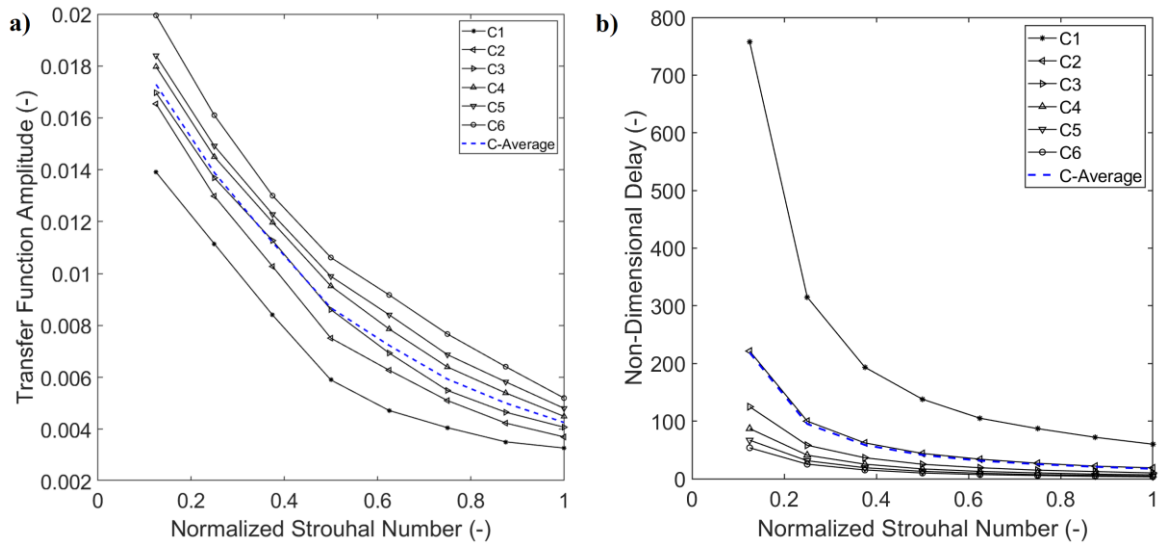 a)
Transfer Function Amplitude (-)
0.02
0.018
0.016
0.014
0.012
0.01
0.008
0.006
0.004
0.002
0
0.2
0.4
0.6
0.8
1
Normalized Strouhal Number (-)
C1
C2
C3
C4
C5
C6
C-Average
b)
Non-Dimensional Delay (-)
800
700
600
500
400
300
200
100
0
0
0.2
0.4
0.6
0.8
1
Normalized Strouhal Number (-)
C1
C2
C3
C4
C5
C6
C-Average